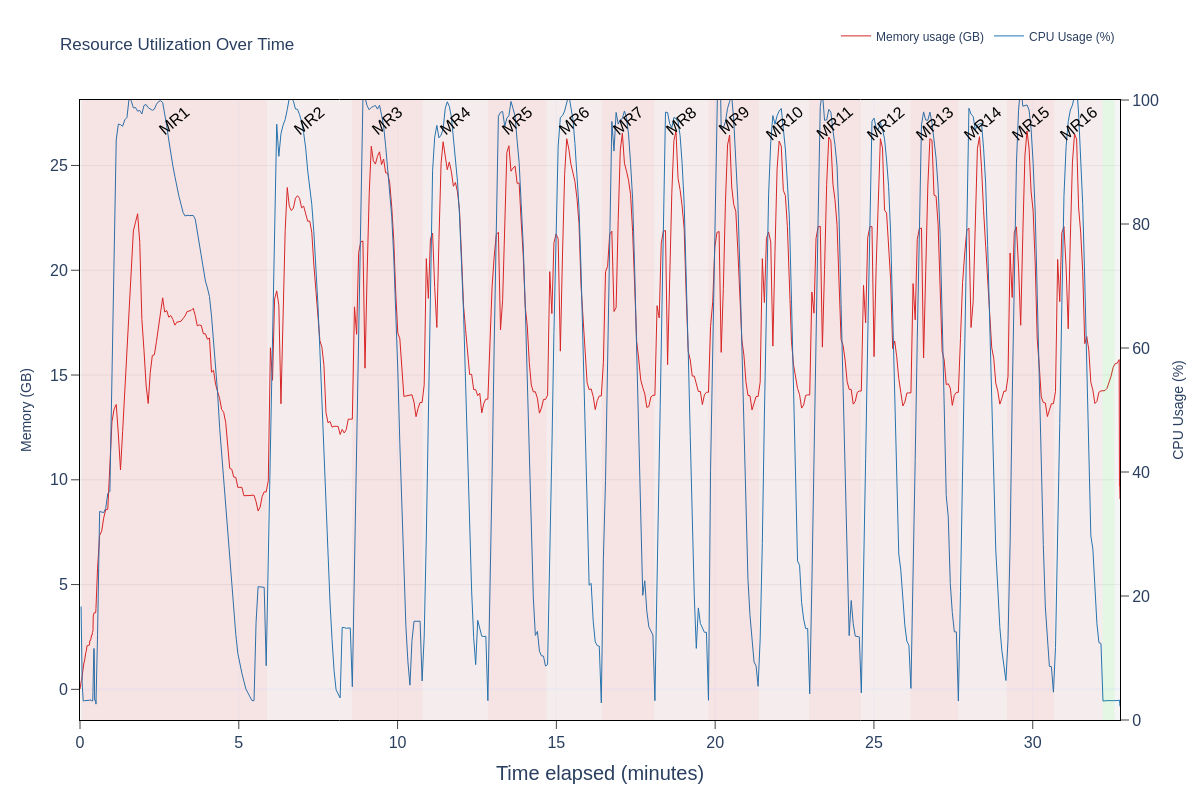 Resource Utilization Over Time
Memory usage (GB)
CPU Usage (%)
MR1
MR2
MR3
MR4
MR5
MR6
MR7
MR8
MR9
MR10
MR11
MR12
MR13
MR14
MR15
MR16
Memory (GB)
25
20
15
10
5
0
CPU Usage (%)
100
80
60
40
20
0
0
5
10
15
20
25
30
Time elapsed (minutes)